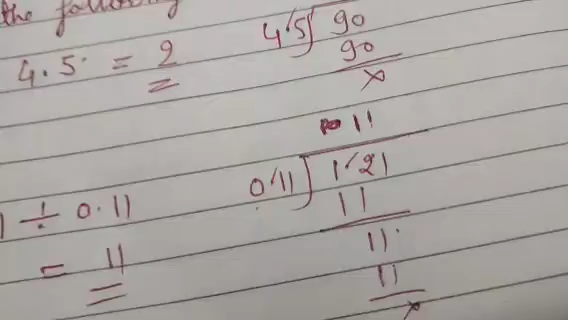 the following
4.5 = 2
4.5) 90
90
x
1 ÷ 0.11
= 11
11
0.11) 1.21
11
11
11
x